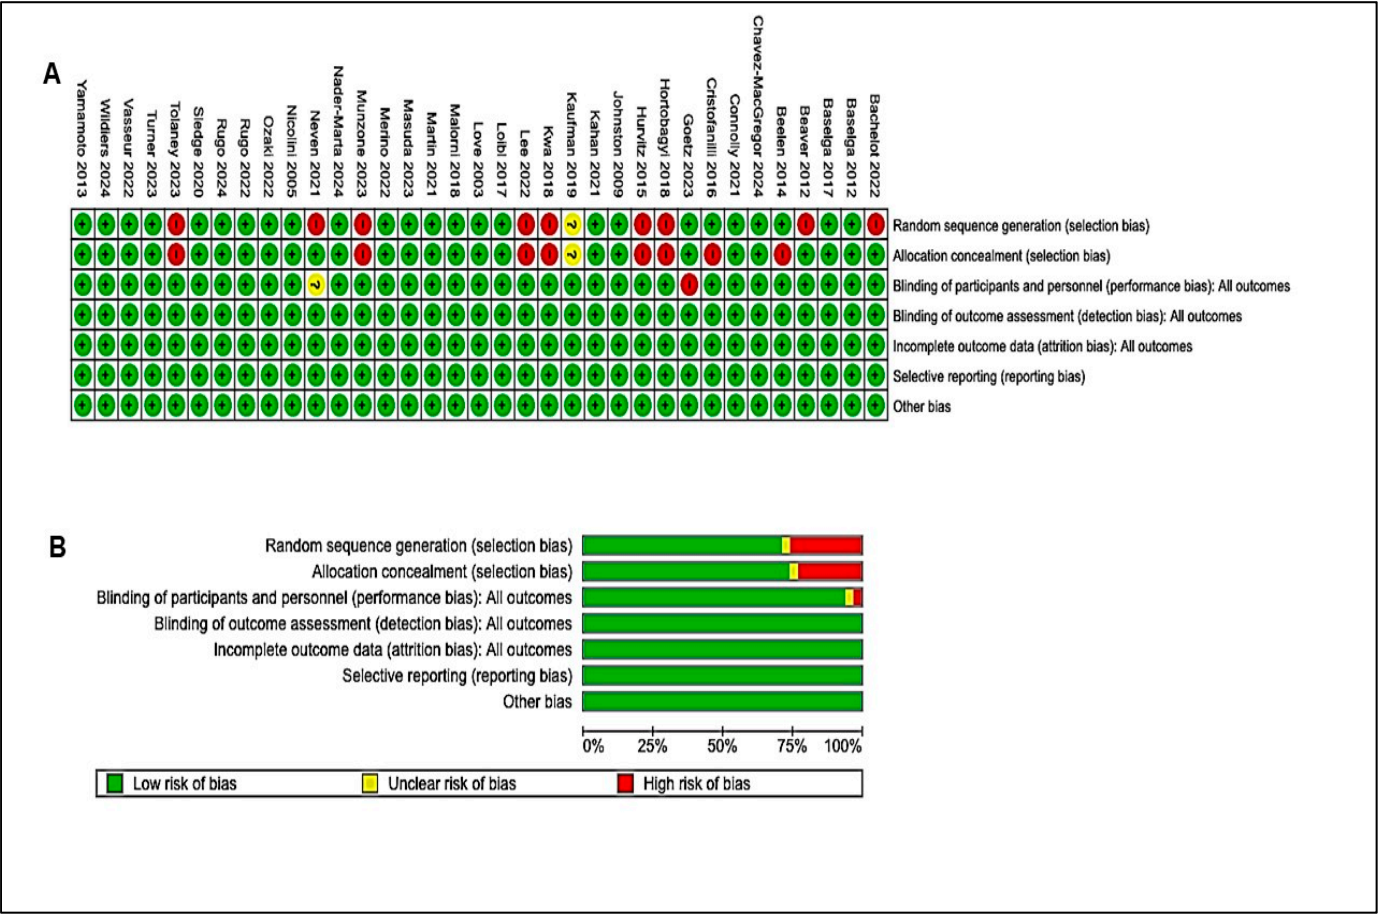 A
Yamamoto 2013
Wildiers 2024
Vasseur 2022
Turner 2023
Tolaney 2023
Sledge 2020
Rugo 2024
Rugo 2022
Ozaki 2022
Nicolini 2005
Neven 2021
Nader-Marta 2024
Munzone 2023
Merino 2022
Masuda 2023
Martin 2021
Malorni 2018
Love 2003
Loibl 2017
Lee 2022
Kwa 2018
Kaufman 2019
Kahan 2021
Johnston 2009
Hurvitz 2015
Hortobagyi 2018
Goetz 2023
Cristofanilli 2016
Connolly 2021
Chavez-MacGregor 2024
Beelen 2014
Beaver 2012
Baselga 2017
Baselga 2012
Bachelot 2022
+ + + + - + + + + + - + - + + + + + + - - ? + + - - + + + + + - + + - Random sequence generation (selection bias)
+ + + + - + + + + + + + - + + + + + + - - ? + + - - + - + + - + + + + Allocation concealment (selection bias)
+ + + + + + + + + + ? + + + + + + + + + + + + + + + - + + + + + + + + Blinding of participants and personnel (performance bias): All outcomes
+ + + + + + + + + + + + + + + + + + + + + + + + + + + + + + + + + + + Blinding of outcome assessment (detection bias): All outcomes
+ + + + + + + + + + + + + + + + + + + + + + + + + + + + + + + + + + + Incomplete outcome data (attrition bias): All outcomes
+ + + + + + + + + + + + + + + + + + + + + + + + + + + + + + + + + + + Selective reporting (reporting bias)
+ + + + + + + + + + + + + + + + + + + + + + + + + + + + + + + + + + + Other bias
B
Random sequence generation (selection bias)
Allocation concealment (selection bias)
Blinding of participants and personnel (performance bias): All outcomes
Blinding of outcome assessment (detection bias): All outcomes
Incomplete outcome data (attrition bias): All outcomes
Selective reporting (reporting bias)
Other bias
0% 25% 50% 75% 100%
Low risk of bias Unclear risk of bias High risk of bias